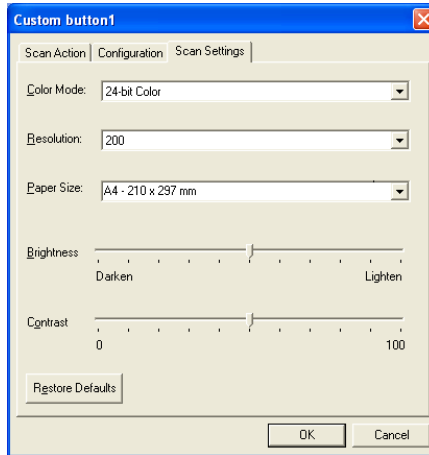 Custom button1
Scan Action Configuration Scan Settings
Color Mode: 24-bit Color
Resolution: 200
Paper Size: A4 - 210 x 297 mm
Brightness
Darken Lighten
Contrast
0 100
Restore Defaults
OK Cancel